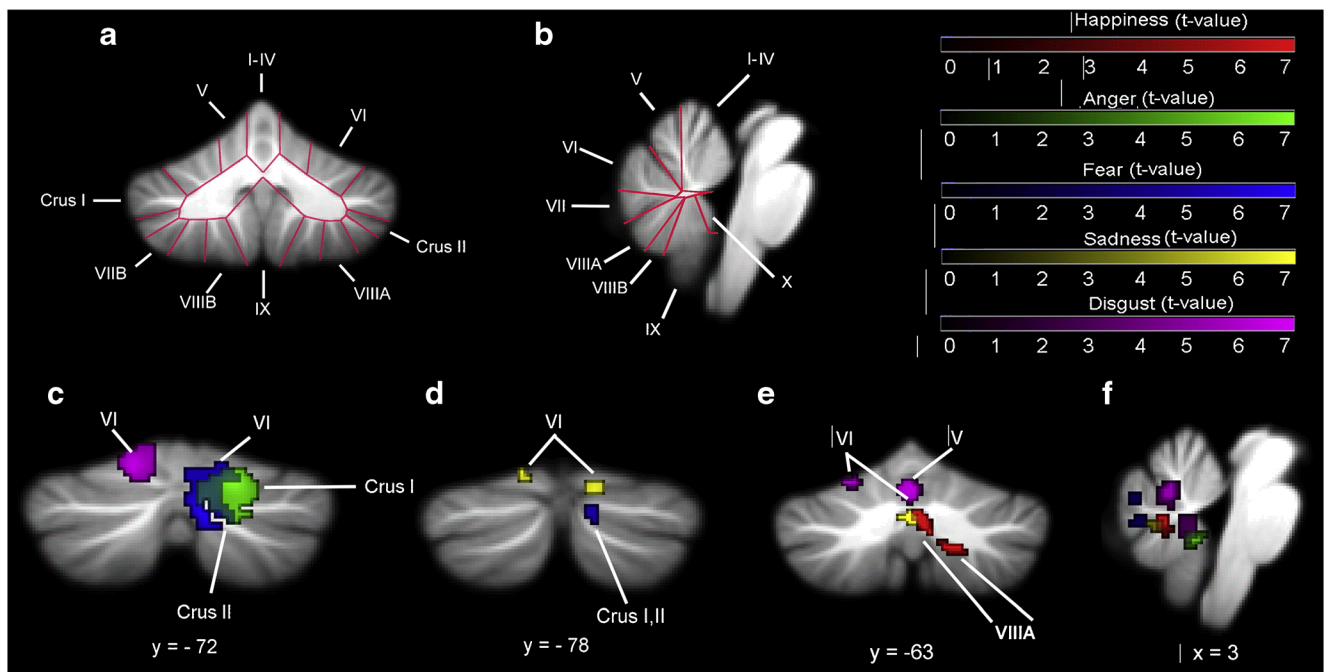 a
I-IV
V
VI
Crus I
Crus II
VIIB
VIIIB
IX
VIIIA
b
I-IV
V
VI
VII
VIIIA
VIIIB
IX
X
Happiness (t-value)
0 1 2 3 4 5 6 7
Anger (t-value)
0 1 2 3 4 5 6 7
Fear (t-value)
0 1 2 3 4 5 6 7
Sadness (t-value)
0 1 2 3 4 5 6 7
Disgust (t-value)
0 1 2 3 4 5 6 7
c
VI
VI
Crus I
Crus II
y = - 72
d
VI
Crus I,II
y = - 78
e
VI
V
VIIIA
y = -63
f
x = 3